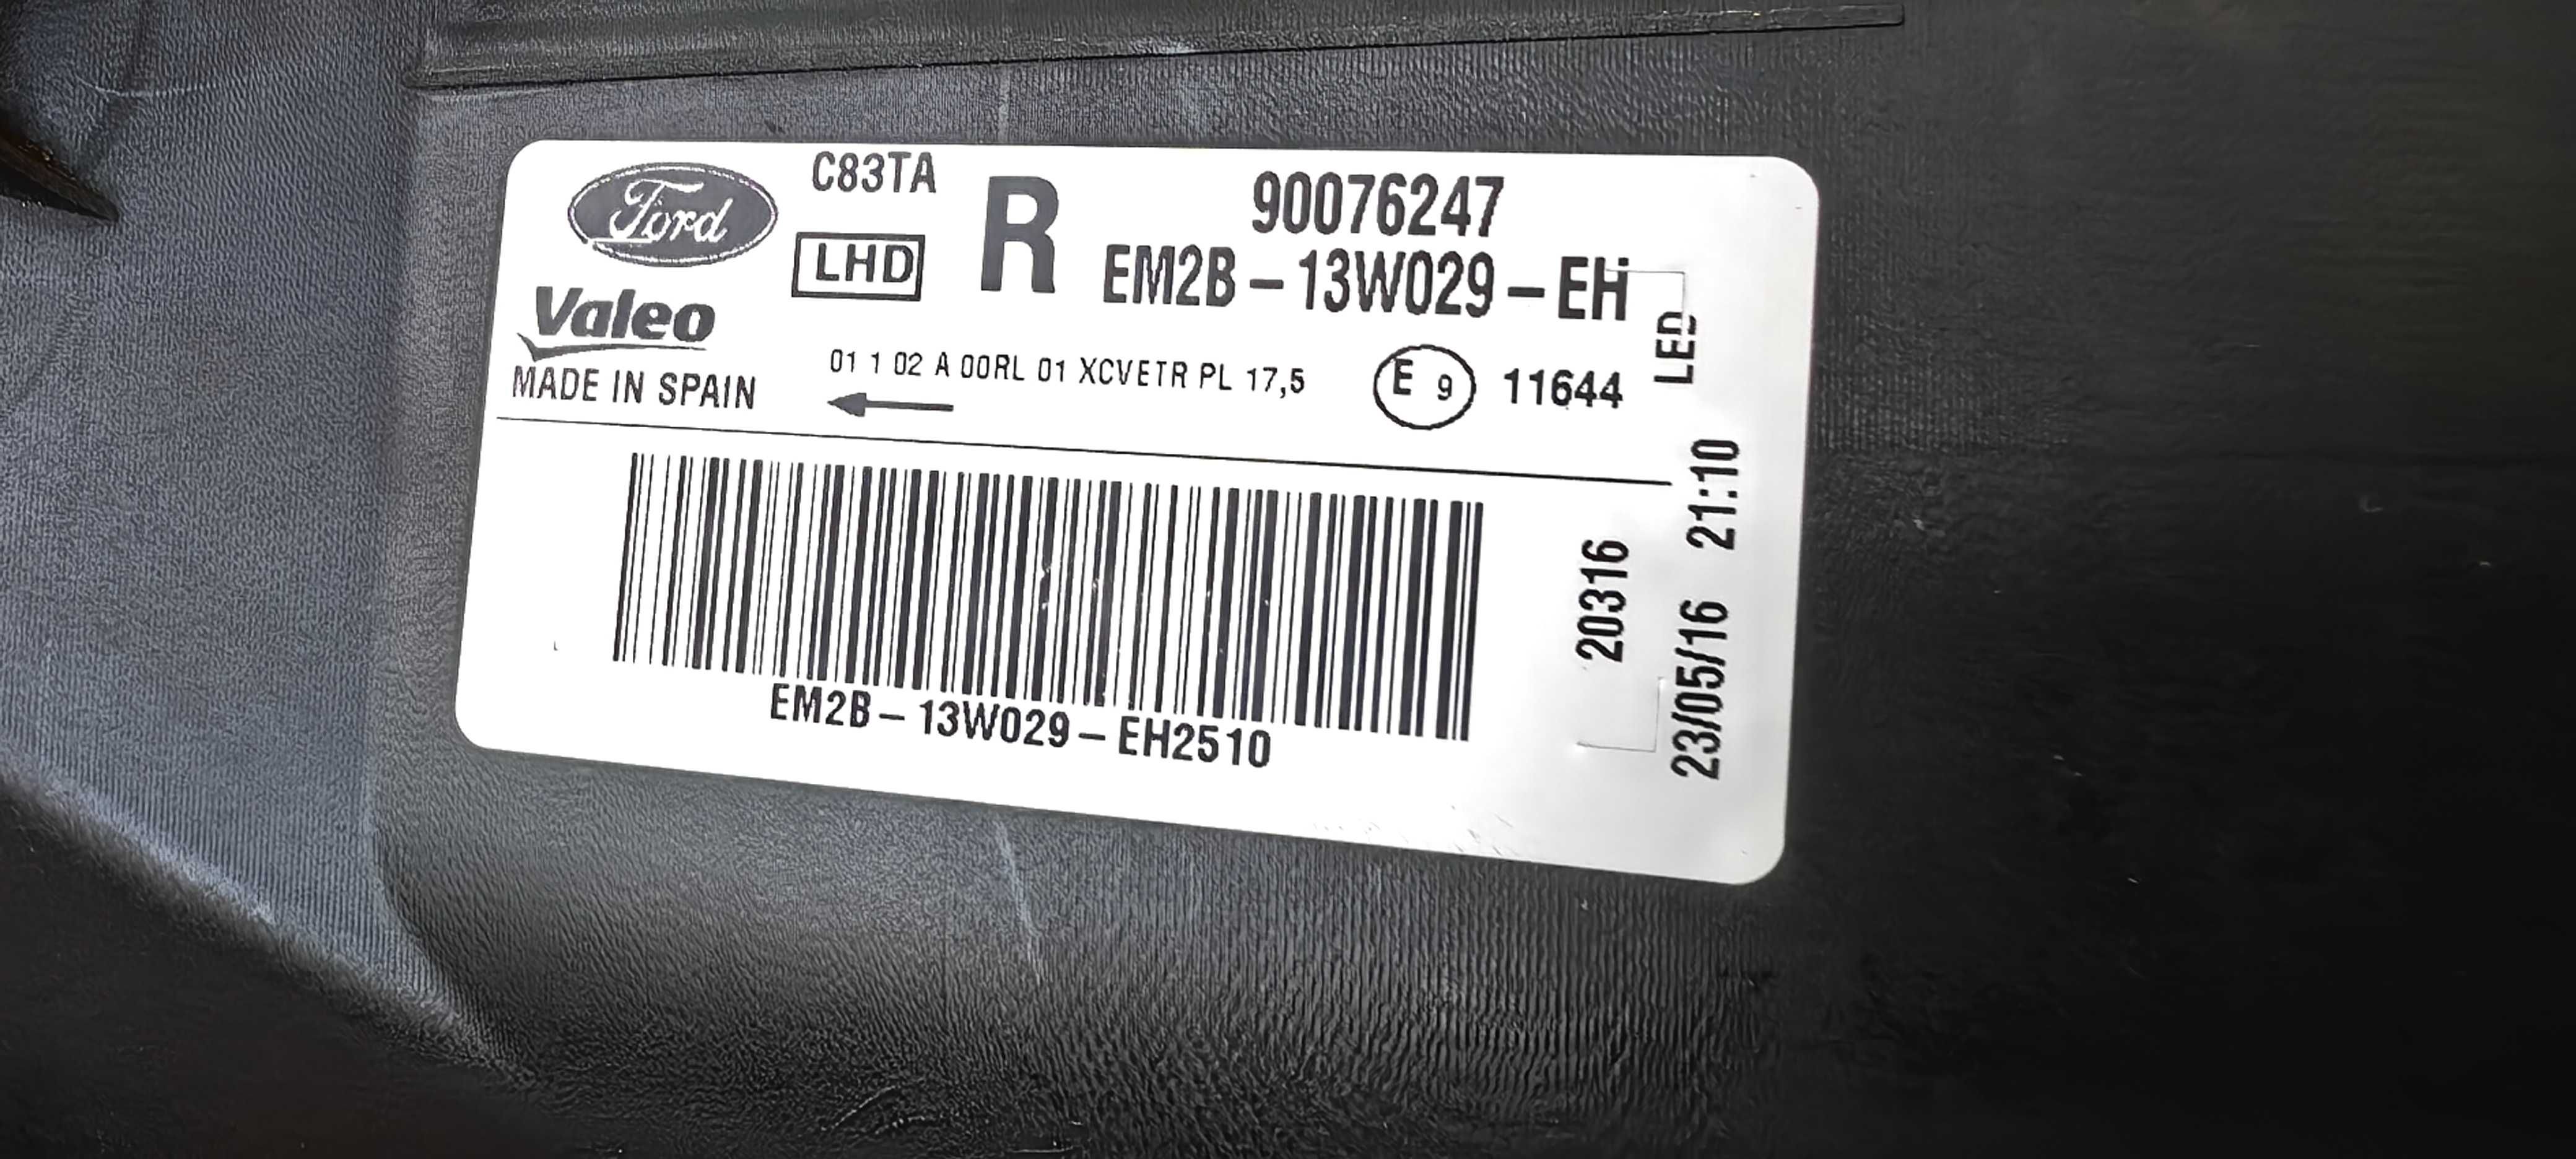 Ford
C83TA
R
90076247
LHD
EM2B-13W029-EH
Valeo
LED
01 1 02 A 00RL 01 XCVETR PL 17,5
E 9
11644
MADE IN SPAIN
20316
23/05/16 21:10
EM2B-13W029-EH2510